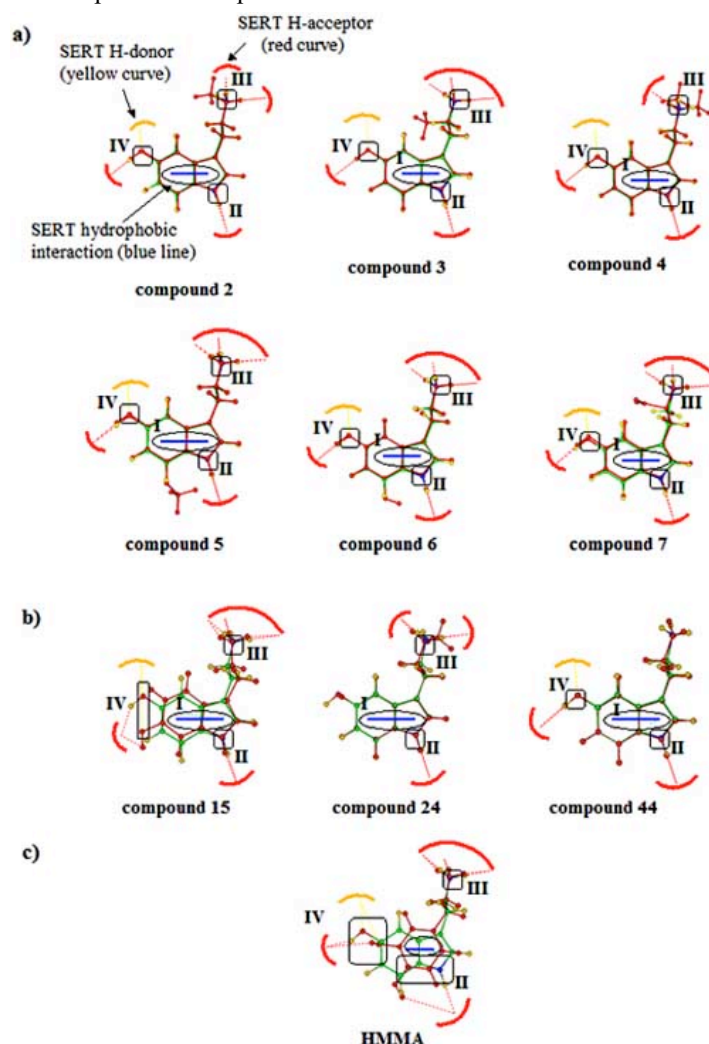 a)
SERT H-acceptor
(red curve)
SERT H-donor
(yellow curve)
III
III
III
IV
IV
I
IV
I
II
II
II
SERT hydrophobic
interaction (blue line)
compound 2
compound 3
compound 4
III
III
III
IV
I
IV
I
IV
I
II
II
II
compound 5
compound 6
compound 7
b)
III
III
IV
I
I
IV
I
II
II
II
compound 15
compound 24
compound 44
c)
III
IV
II
HMMA